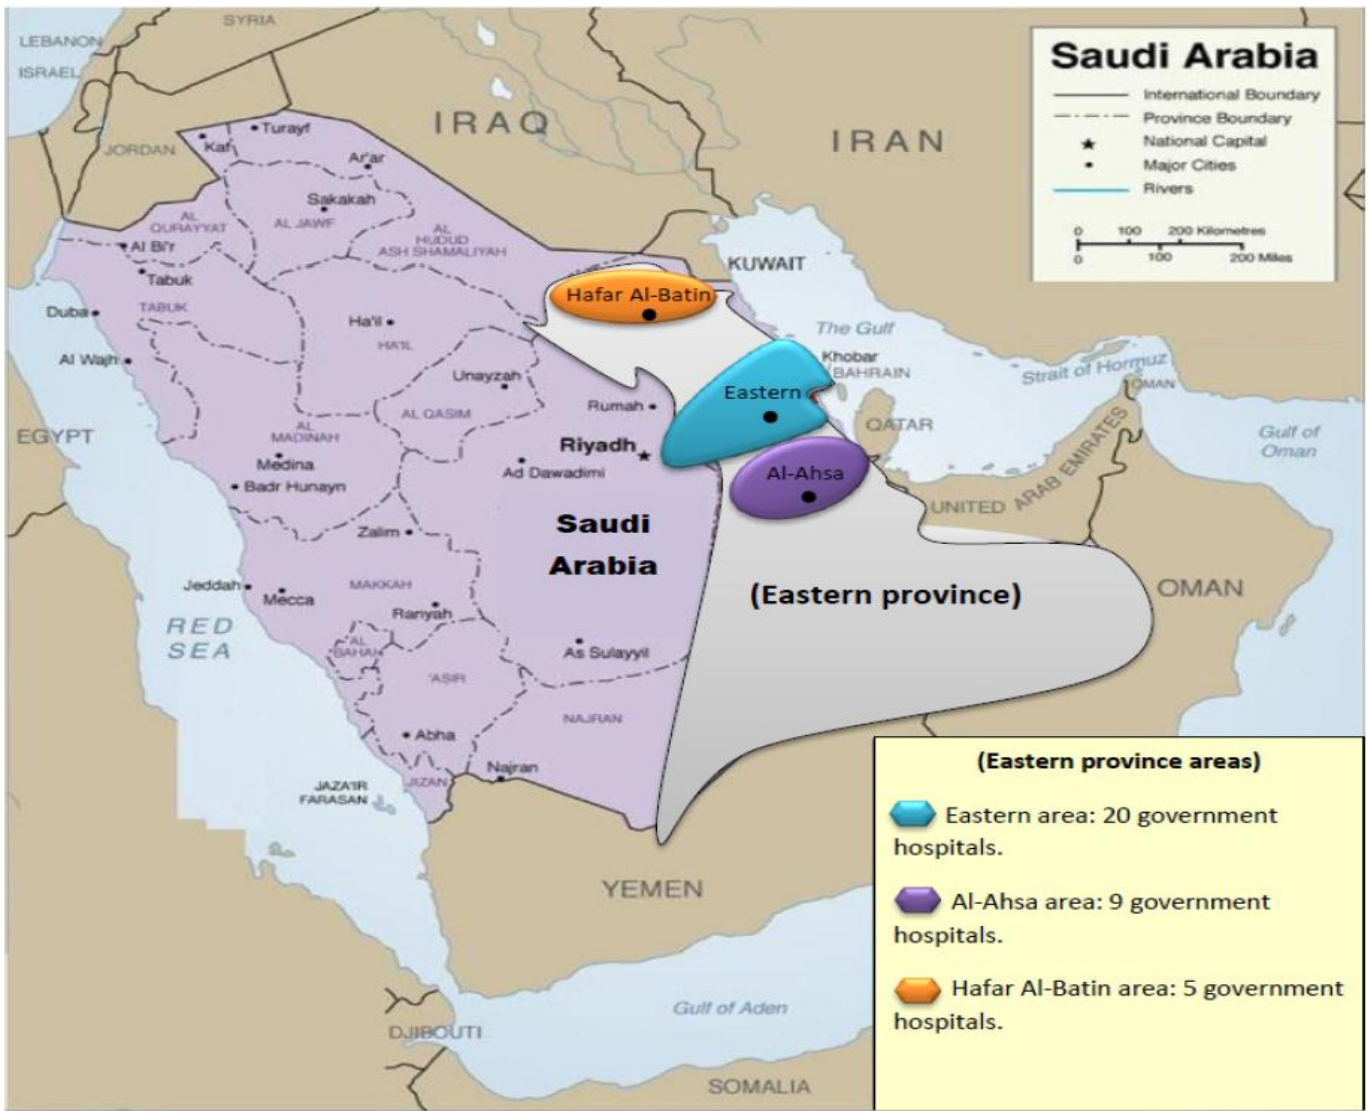 SYRIA
LEBANON
ISRAEL
IRAQ
IRAN
JORDAN
Saudi Arabia
International Boundary
Province Boundary
National Capital
Major Cities
Rivers
0 100 200 Kilometres
0 100 200 Miles
Turayf
Kaf
Ar'ar
Sakakah
AL
QURAYYAT
AL JAWF
AL
HUDUD
ASH SHAMALIYAH
Al Bi'r
Tabuk
TABUK
KUWAIT
Hafar Al-Batin
Duba
Ha'il
HA'IL
The Gulf
Al Wajh
Unayzah
Khobar
BAHRAIN
Strait of Hormuz
OMAN
Eastern
Rumah
AL QASIM
QATAR
EGYPT
AL
MADINAH
Riyadh
Gulf of
Oman
Medina
Ad Dawadimi
Al-Ahsa
Badr Hunayn
UNITED ARAB EMIRATES
Saudi
Arabia
Zalim
Jeddah
Mecca
MAKKAH
Ranyah
(Eastern province)
OMAN
RED
SEA
AL
BAHAH
As Sulayyil
'ASIR
NAJRAN
Abha
Najran
JIZAN
JAZA'IR
FARASAN
YEMEN
(Eastern province areas)
Eastern area: 20 government
hospitals.
Al-Ahsa area: 9 government
hospitals.
Hafar Al-Batin area: 5 government
hospitals.
Gulf of Aden
DJIBOUTI
SOMALIA